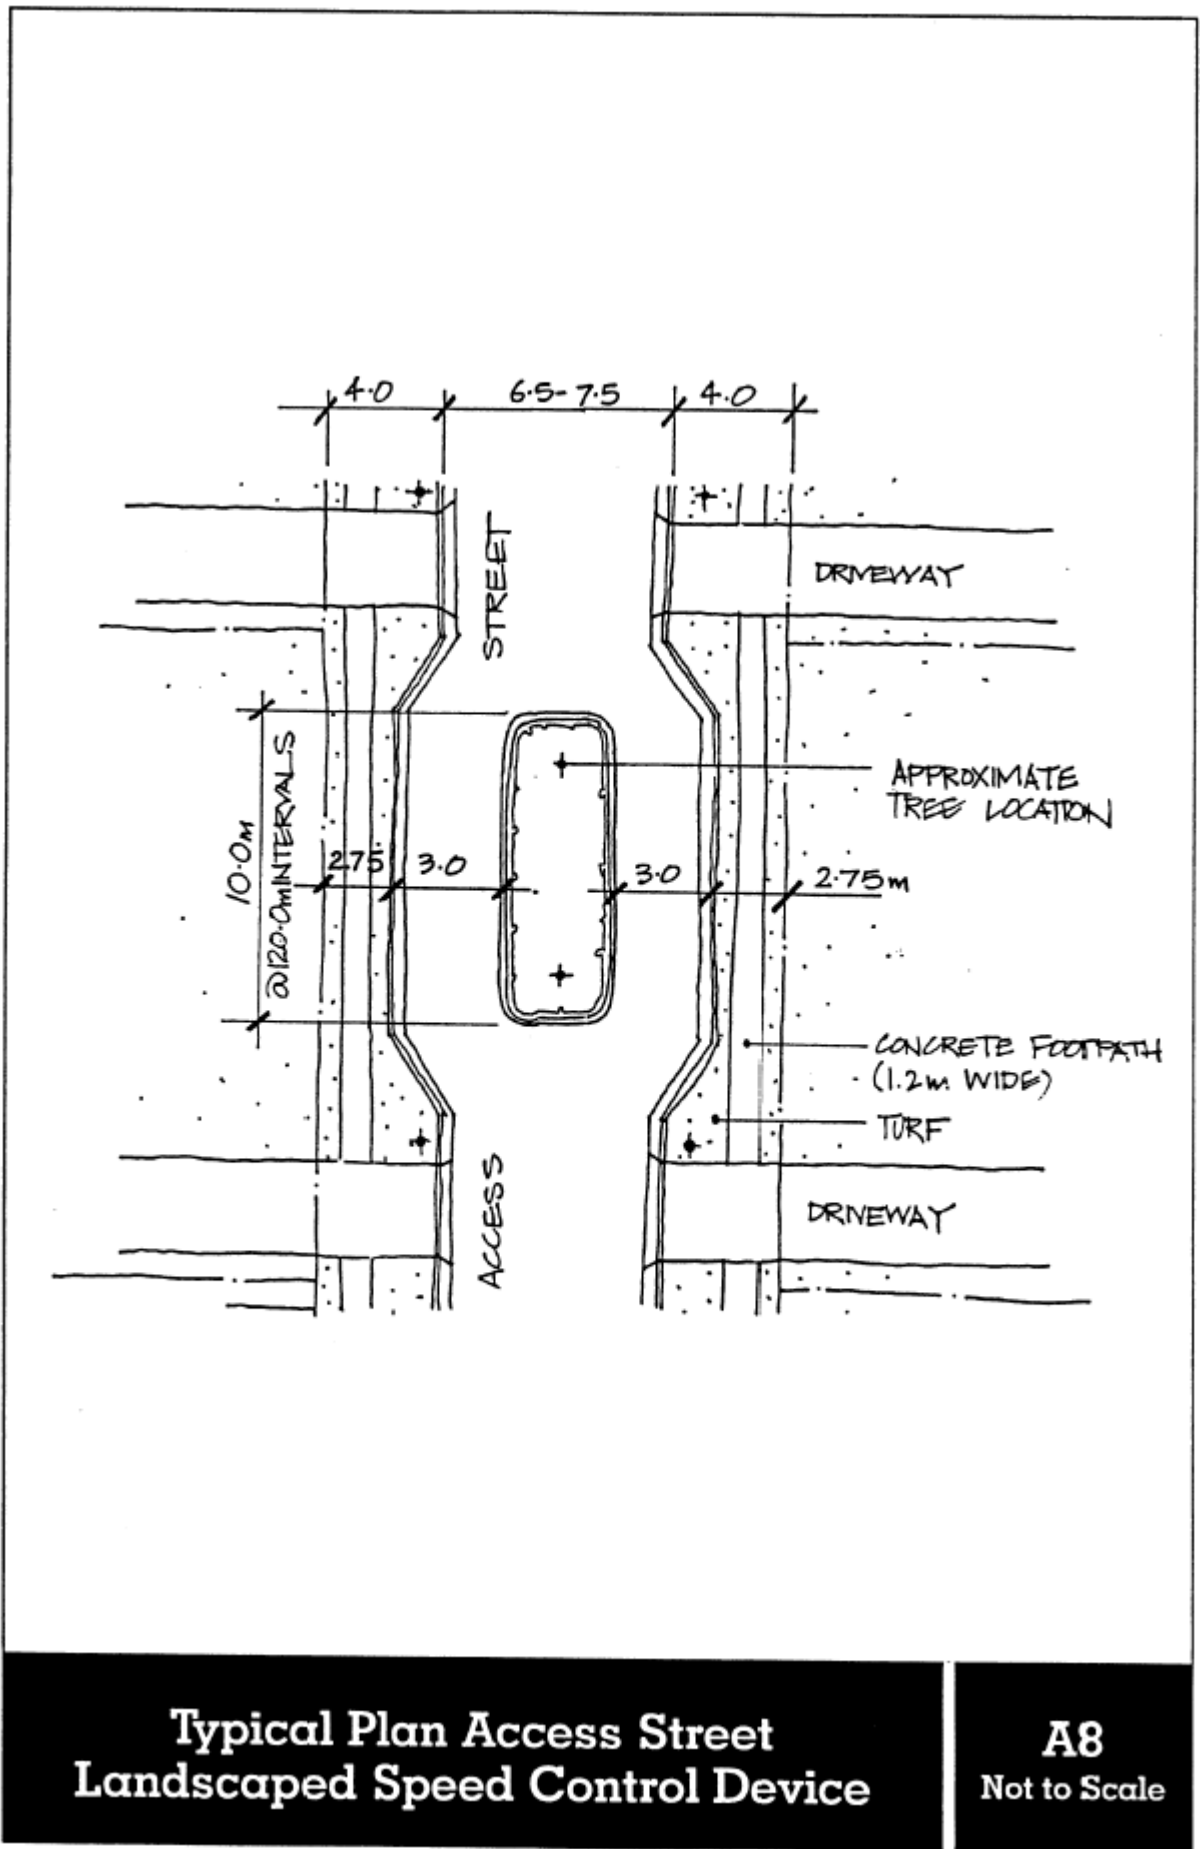 4.0
6.5-7.5
4.0
STREET
DRIVEWAY
APPROXIMATE
TREE LOCATION
10.0m
@120.0m INTERVALS
2.75
3.0
3.0
2.75m
CONCRETE FOOTPATH
(1.2m WIDE)
TURF
ACCESS
DRIVEWAY
Typical Plan Access Street
Landscaped Speed Control Device
A8
Not to Scale